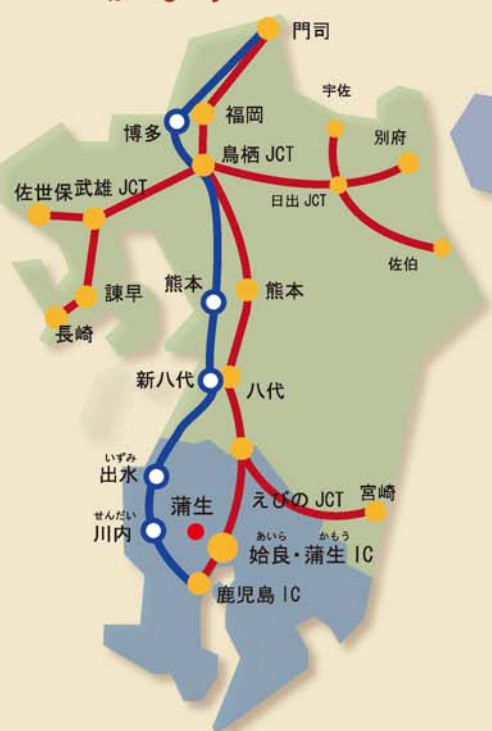 門司
宇佐
福岡
博多
別府
鳥栖 JCT
佐世保
武雄 JCT
日出 JCT
佐伯
熊本
熊本
諫早
長崎
新八代
八代
いずみ
出水
えびの JCT
宮崎
蒲生
せんだい
川内
あいら かもう
姶良・蒲生 IC
鹿児島 IC